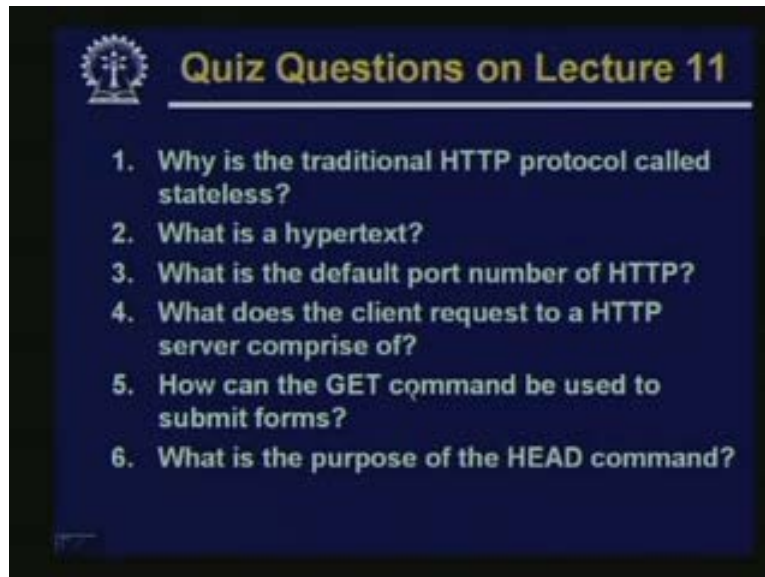 Quiz Questions on Lecture 11
1. Why is the traditional HTTP protocol called
stateless?
2. What is a hypertext?
3. What is the default port number of HTTP?
4. What does the client request to a HTTP
server comprise of?
5. How can the GET command be used to
submit forms?
6. What is the purpose of the HEAD command?